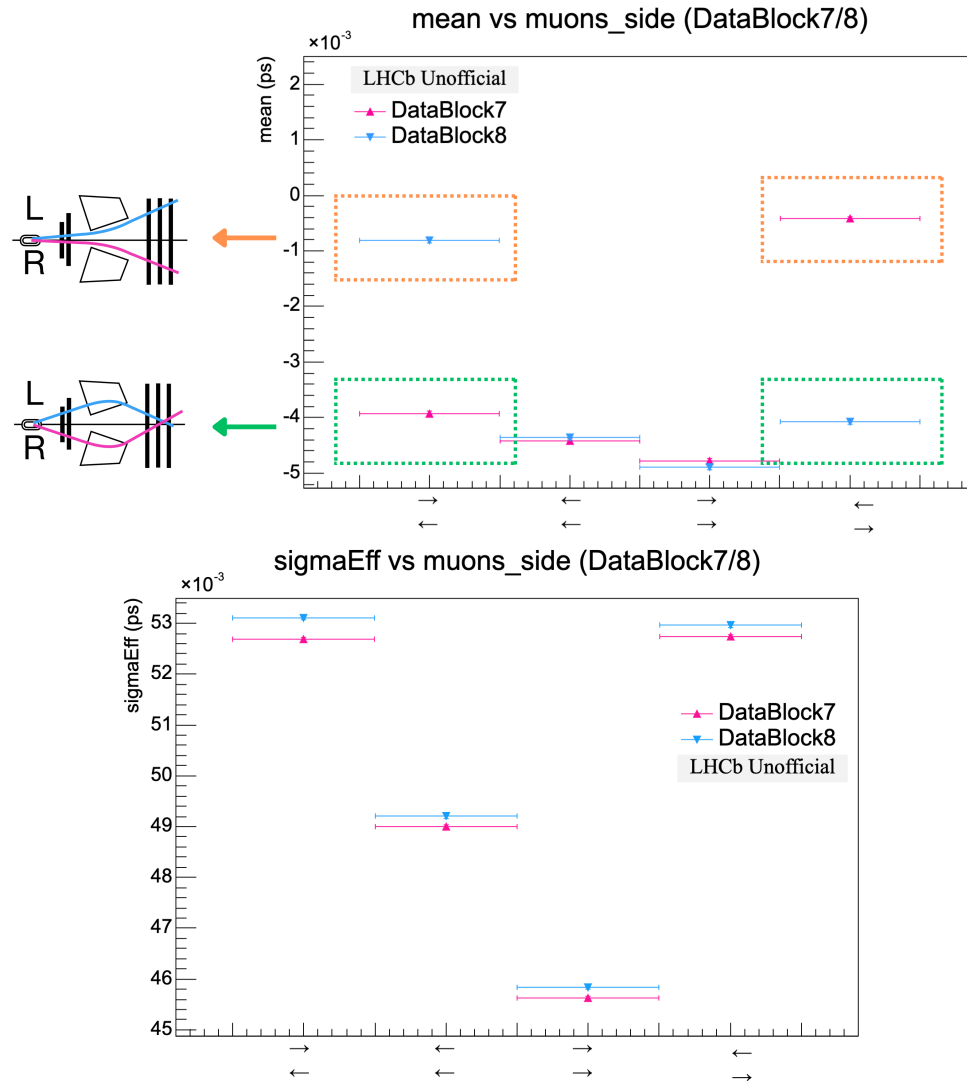 mean vs muons_side (DataBlock7/8)
×10⁻³
mean (ps)
LHCb Unofficial
DataBlock7
DataBlock8
2
1
0
-1
-2
-3
-4
-5
L
R
L
R
→ ← → ←
← ← → →
sigmaEff vs muons_side (DataBlock7/8)
×10⁻³
sigmaEff (ps)
53
52
51
50
49
48
47
46
45
DataBlock7
DataBlock8
LHCb Unofficial
→ ← → ←
← ← → →